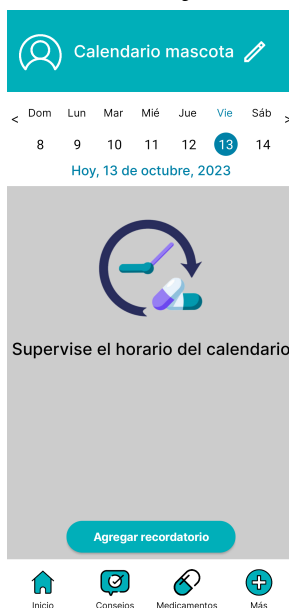 Calendario mascota
< Dom Lun Mar Mié Jue Vie Sáb >
8 9 10 11 12 13 14
Hoy, 13 de octubre, 2023
Supervise el horario del calendario
Agregar recordatorio
Inicio Consejos Medicamentos Más